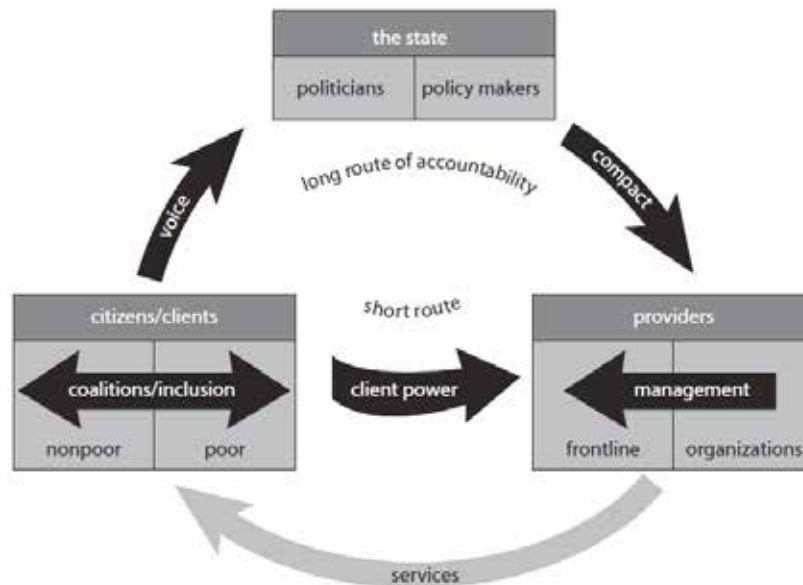 the state
politicians
policy makers
long route of accountability
voice
compact
short route
citizens/clients
providers
coalitions/inclusion
client power
management
nonpoor
poor
frontline
organizations
services